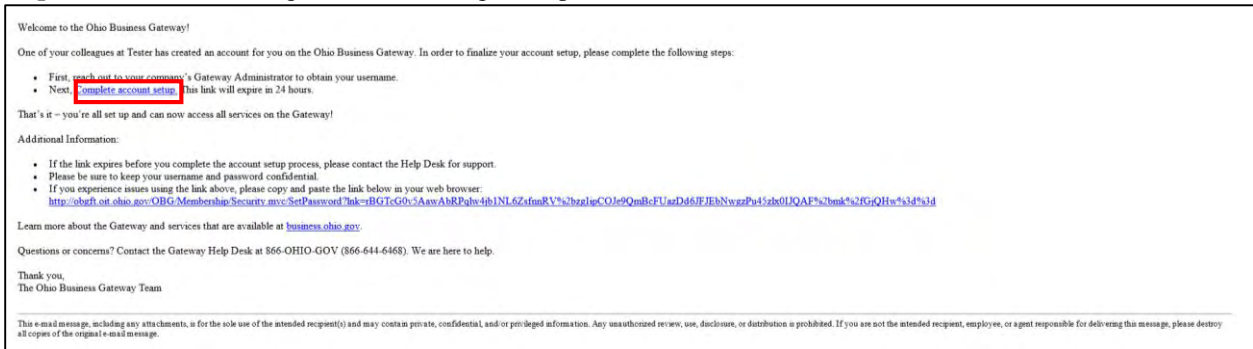 Welcome to the Ohio Business Gateway!
One of your colleagues at Tester has created an account for you on the Ohio Business Gateway. In order to finalize your account setup, please complete the following steps:
• First, reach out to your company's Gateway Administrator to obtain your username.
• Next, Complete account setup. This link will expire in 24 hours.
That's it – you're all set up and can now access all services on the Gateway!
Additional Information:
• If the link expires before you complete the account setup process, please contact the Help Desk for support.
• Please be sure to keep your username and password confidential.
• If you experience issues using the link above, please copy and paste the link below in your web browser:
Learn more about the Gateway and services that are available at business.ohio.gov.
Questions or concerns? Contact the Gateway Help Desk at 866-OHIO-GOV (866-644-6468). We are here to help.
Thank you,
The Ohio Business Gateway Team
This e-mail message, including any attachments, is for the sole use of the intended recipient(s) and may contain private, confidential, and/or privileged information. Any unauthorized review, use, disclosure, or distribution is prohibited. If you are not the intended recipient, employee, or agent responsible for delivering this message, please destroy
all copies of the original e-mail message.